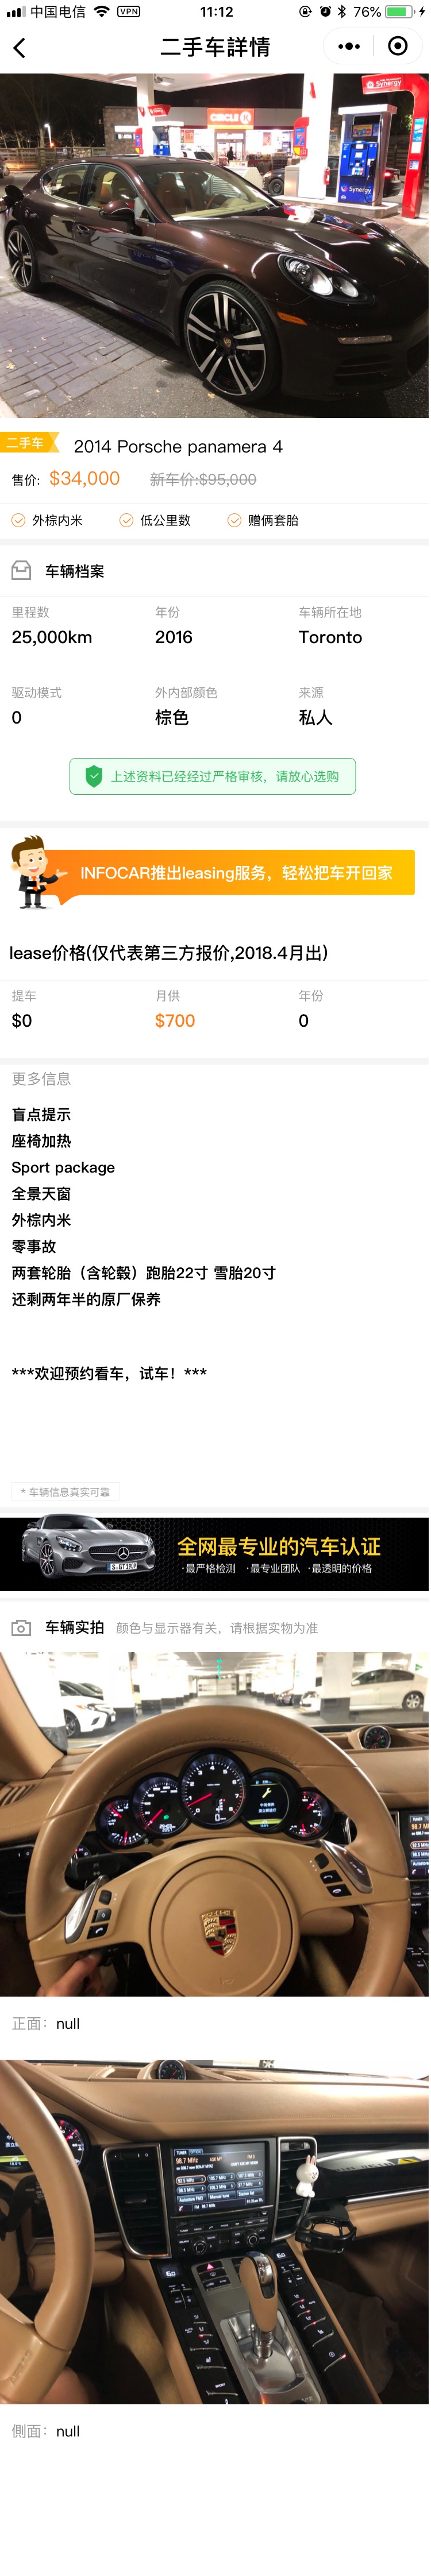 中国电信 VPN 11:12 76%
二手车詳情
CIRCLE K
Synergy
Synergy
二手车 2014 Porsche panamera 4
售价: $34,000 新车价:$95,000
外棕内米 低公里数 赠俩套胎
车辆档案
里程数 年份 车辆所在地
25,000km 2016 Toronto
驱动模式 外内部颜色 来源
0 棕色 私人
上述资料已经经过严格审核，请放心选购
INFOCAR推出leasing服务，轻松把车开回家
lease价格(仅代表第三方报价,2018.4月出)
提车 月供 年份
$0 $700 0
更多信息
盲点提示
座椅加热
Sport package
全景天窗
外棕内米
零事故
两套轮胎（含轮毂）跑胎22寸 雪胎20寸
还剩两年半的原厂保养
***欢迎预约看车，试车！***
* 车辆信息真实可靠
全网最专业的汽车认证
·最严格检测 ·最专业团队 ·最透明的价格
S·GT3101
车辆实拍 颜色与显示器有关，请根据实物为准
正面：null
98.7 MHz
側面：null